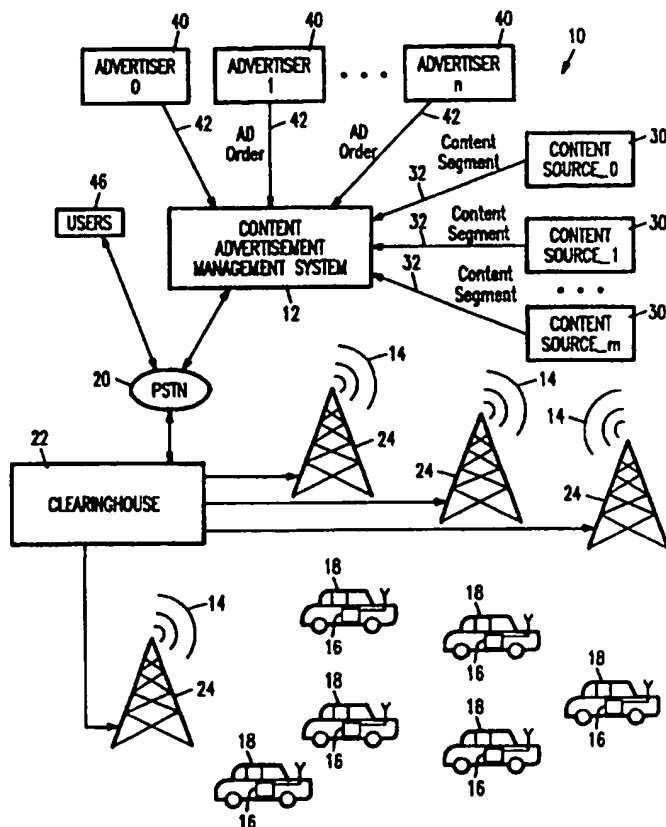 40 40 40 10
ADVERTISER 0
ADVERTISER 1
• • •
ADVERTISER n
42 42 42
AD Order
AD Order
Content Segment
32
30
CONTENT SOURCE_0
46
USERS
CONTENT ADVERTISEMENT MANAGEMENT SYSTEM
12
Content Segment
32
30
CONTENT SOURCE_1
• • •
Content Segment
32
30
CONTENT SOURCE_m
20
PSTN
14 14 14
24 24 24
22
CLEARINGHOUSE
14
24
18
16
18
16
18
16
18
16
18
16
18
16